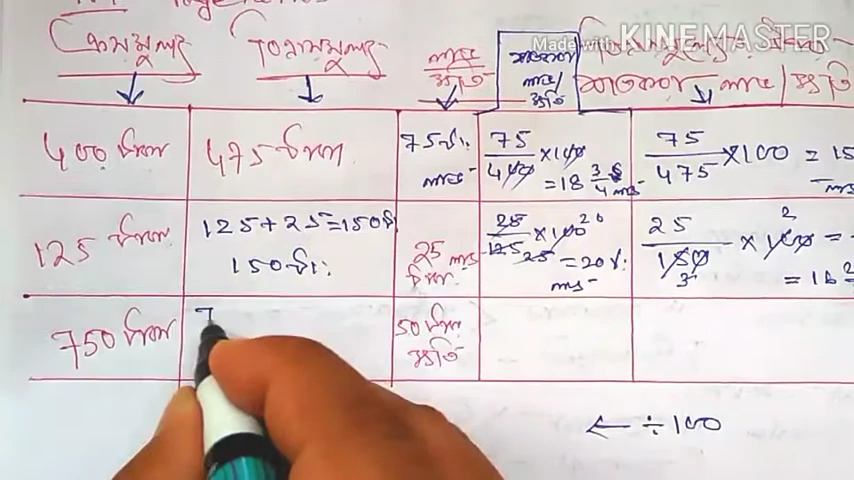 Made with KINEMASTER
ক্রয়মূল্য
বিক্রয়মূল্য
লাভ/ক্ষতি
শতকরা লাভ/ক্ষতি
শতকরা লাভ/ক্ষতি
400 টাকা
475 টাকা
75 টা: লাভ
75/400 × 100 = 18 3/4
75/475 × 100 = 15
125 টাকা
125 + 25 = 150
150 টা:
25 টাকা
25/125 × 100 = 20
25/150 × 100
= 16 2
750 টাকা
7
50 টাকা ক্ষতি
← ÷ 100